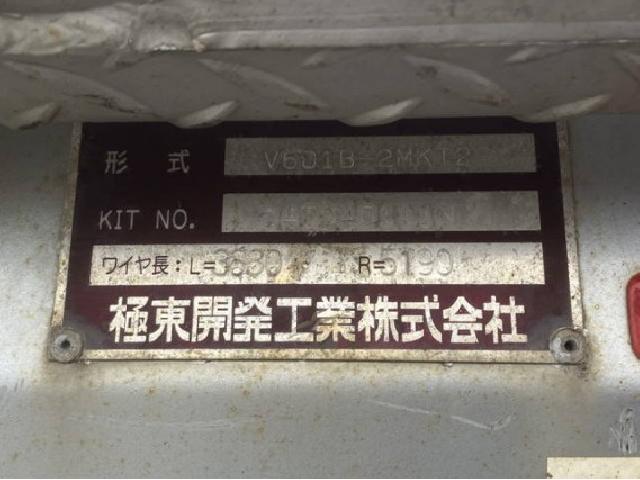 形式 V601B-2MKT2
KIT NO.
ワイヤ長：L=3630 R=5190
極東開発工業株式会社